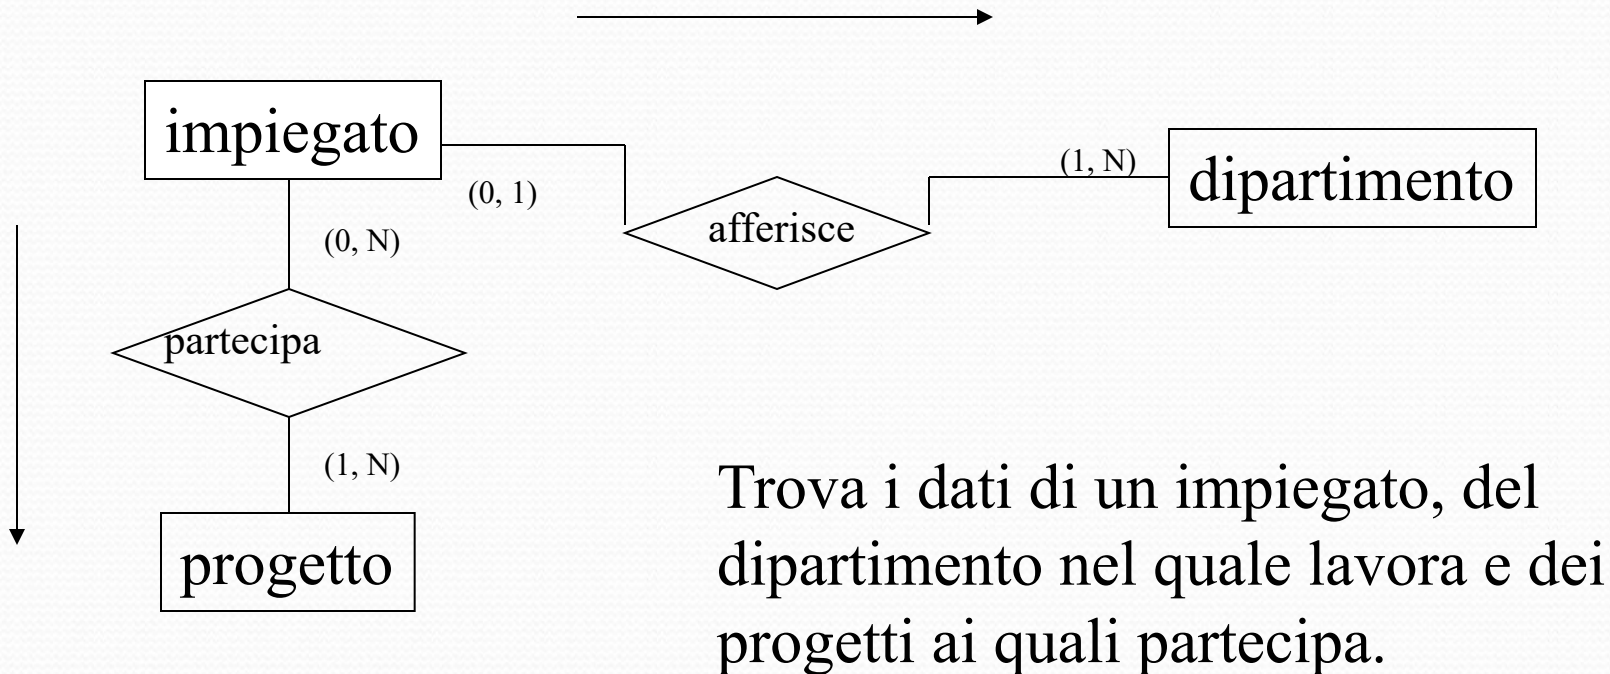 impiegato
(0, 1)
(1, N)
dipartimento
afferisce
(0, N)
partecipa
(1, N)
progetto
Trova i dati di un impiegato, del
dipartimento nel quale lavora e dei
progetti ai quali partecipa.